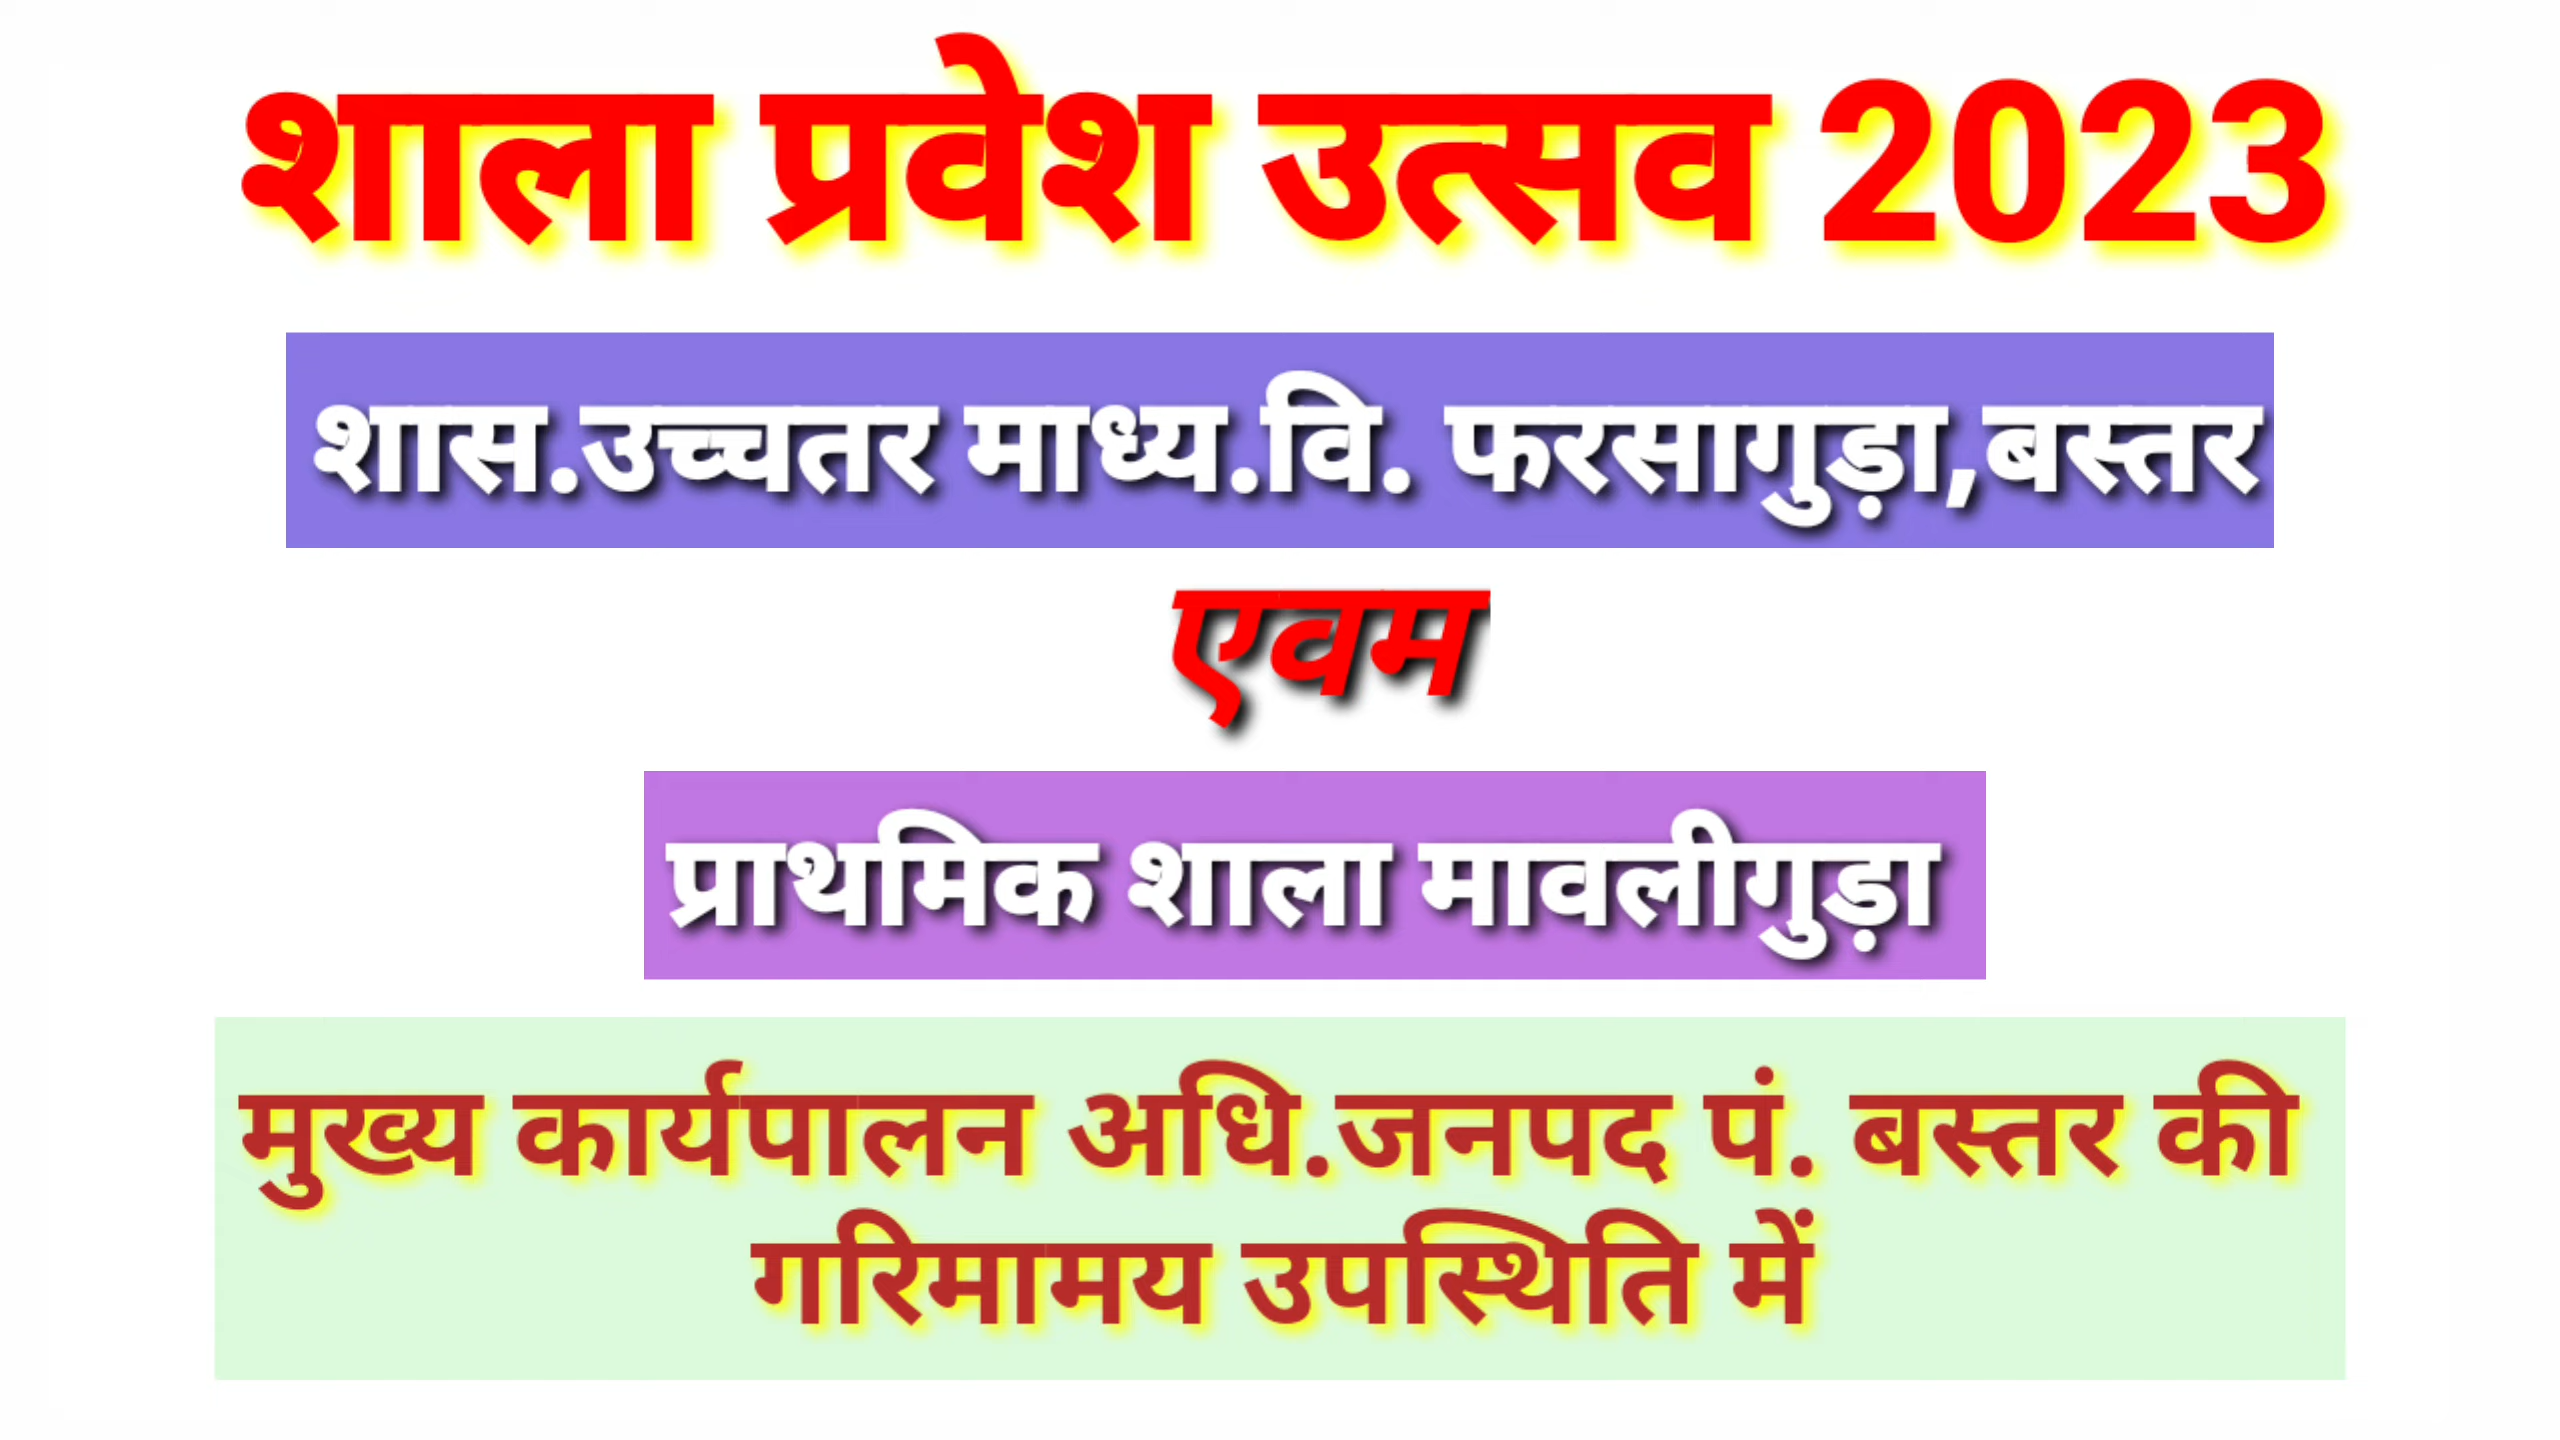 शाला प्रवेश उत्सव 2023
शास.उच्चतर माध्य.वि. फरसागुड़ा,बस्तर
एवम
प्राथमिक शाला मावलीगुड़ा
मुख्य कार्यपालन अधि.जनपद पं. बस्तर की
गरिमामय उपस्थिति में